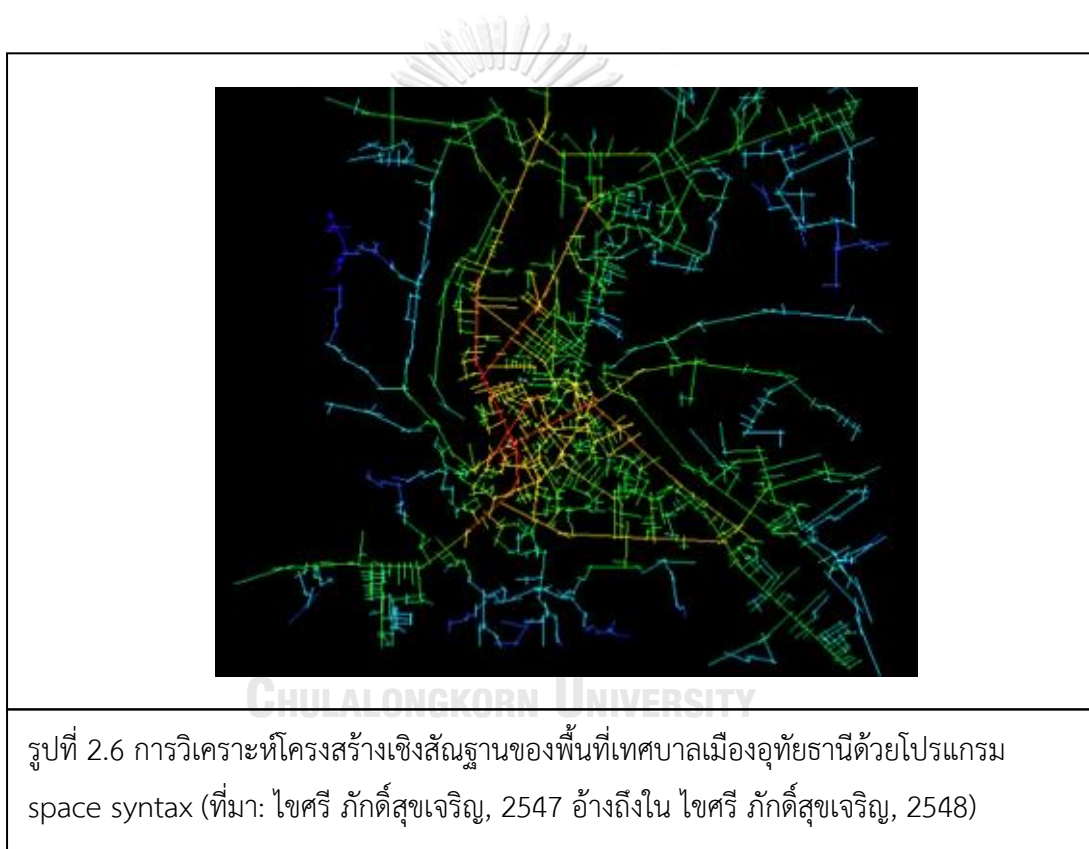 CHULALONGKORN UNIVERSITY
รูปที่ 2.6 การวิเคราะห์โครงสร้างเชิงสัณฐานของพื้นที่เทศบาลเมืองอุทัยธานีด้วยโปรแกรม
space syntax (ที่มา: ไขศรี ภักดิ์สุขเจริญ, 2547 อ้างถึงใน ไขศรี ภักดิ์สุขเจริญ, 2548)